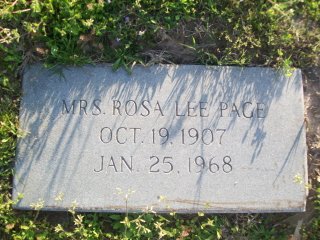 MRS. ROSA LEE PAGE
OCT. 19, 1907
JAN. 25, 1968